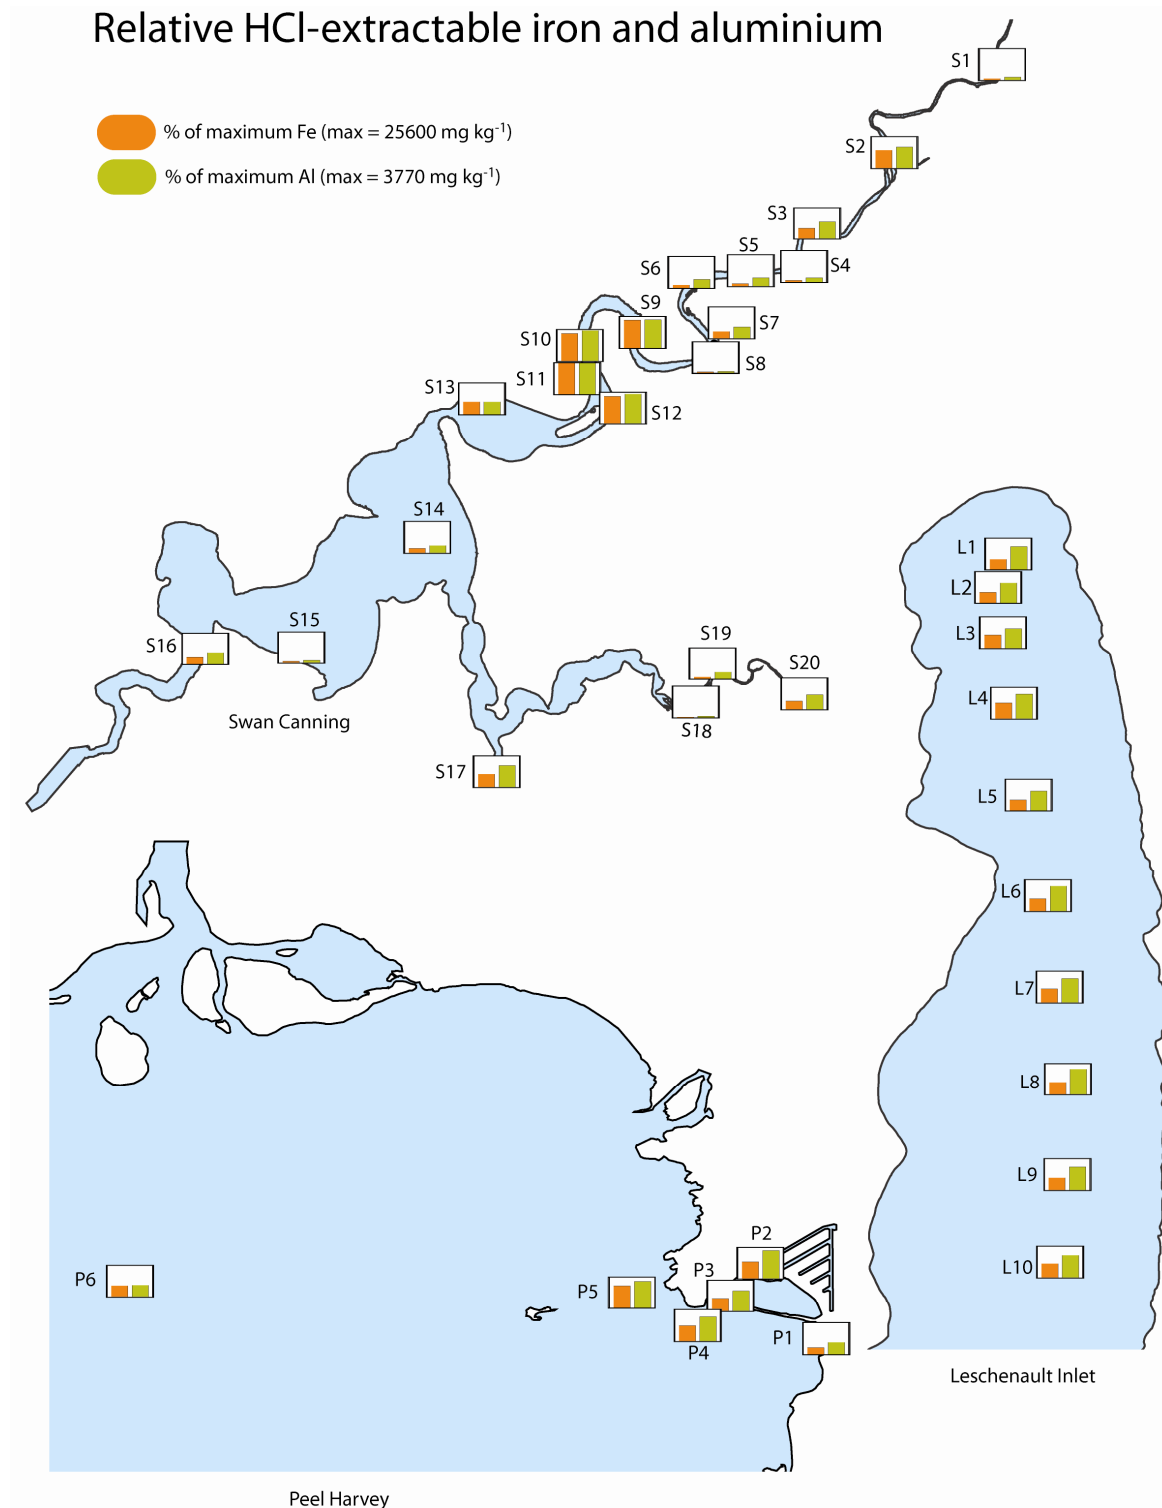 Relative HCl-extractable iron and aluminium
% of maximum Fe (max = 25600 mg kg-1)
% of maximum Al (max = 3770 mg kg-1)
S1
S2
S3
S4
S5
S6
S7
S8
S9
S10
S11
S12
S13
S14
S15
S16
S17
S18
S19
S20
Swan Canning
L1
L2
L3
L4
L5
L6
L7
L8
L9
L10
Leschenault Inlet
P2
P3
P6
P5
P1
P4
Peel Harvey